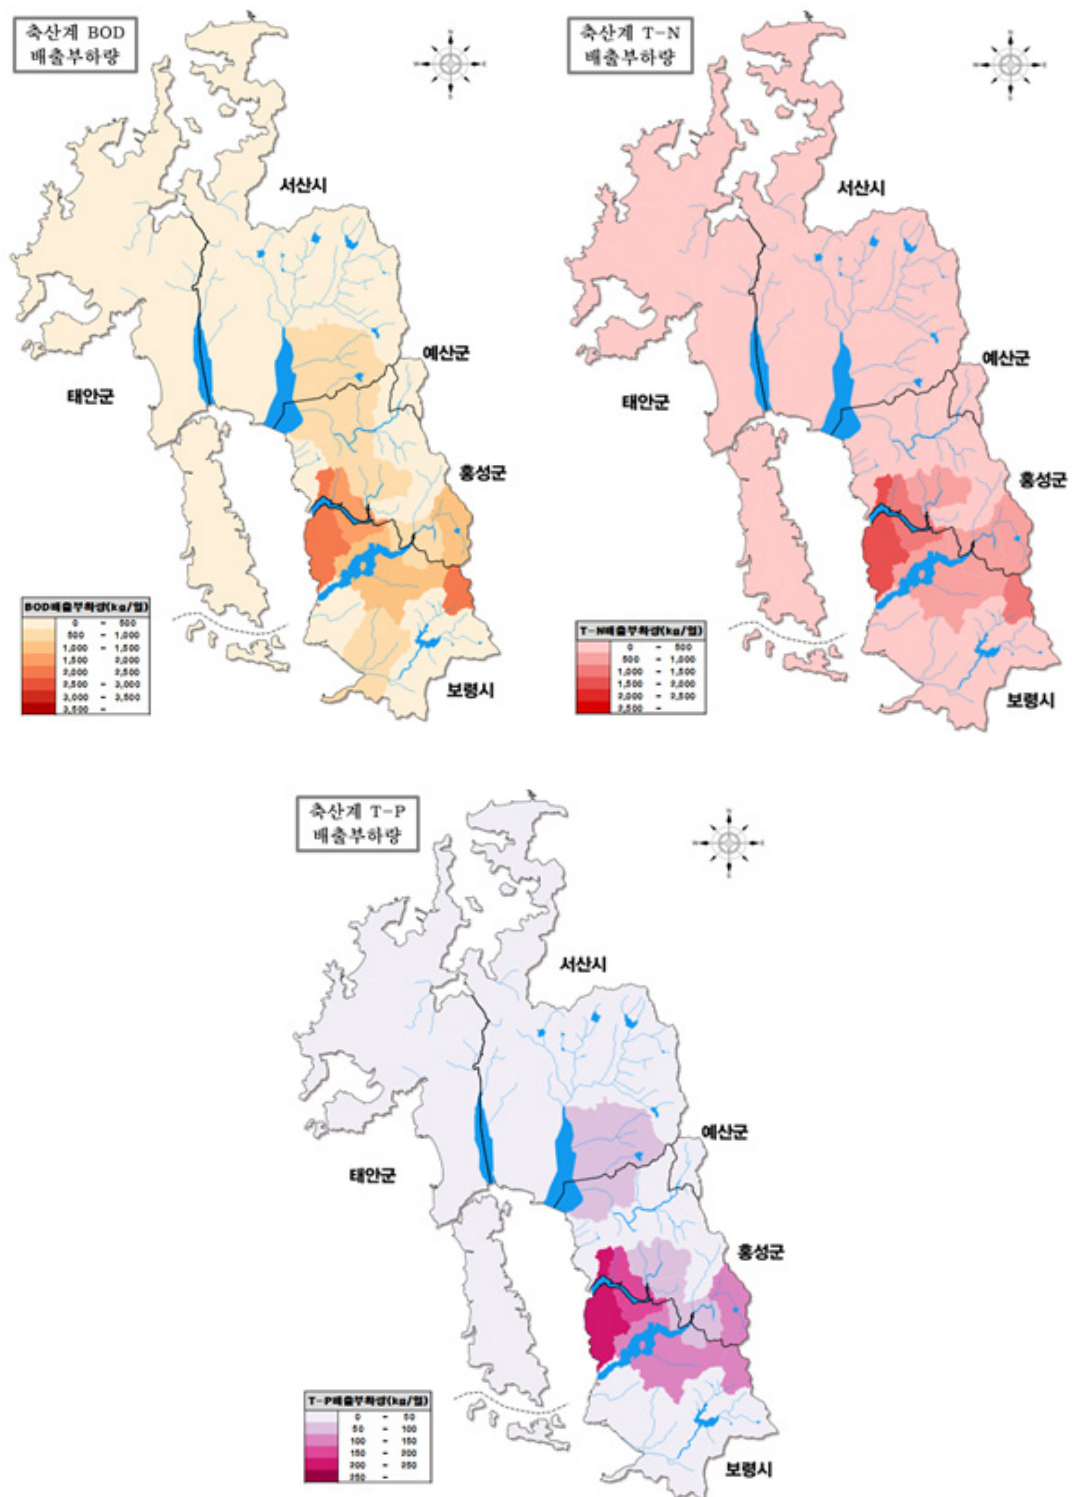 축산계 BOD
배출부하량
N
W
E
S
서산시
예산군
태안군
홍성군
보령시
BOD배출부하량(kg/일)
0 - 500
500 - 1,000
1,000 - 1,500
1,500 2,000
2,000 2,500
2,500 - 3,000
3,000 - 3,500
3,500 -
축산계 T-N
배출부하량
N
W
E
S
서산시
예산군
태안군
홍성군
보령시
T-N배출부하량(kg/일)
0 - 500
500 - 1,000
1,000 - 1,500
1,500 - 2,000
2,000 - 2,500
2,500 -
축산계 T-P
배출부하량
N
W
E
S
서산시
예산군
태안군
홍성군
보령시
T-P배출부하량(kg/일)
0 - 50
50 - 100
100 - 150
150 - 200
200 - 250
250 -